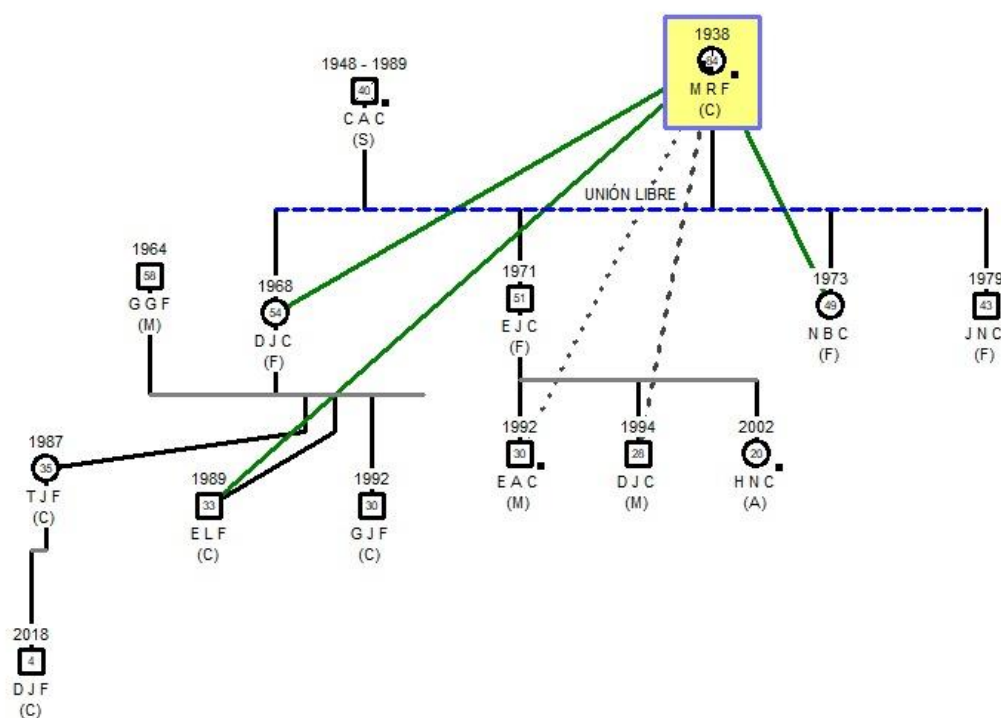 1938
84
M R F
(C)
1948 - 1989
40
C A C
(S)
UNIÓN LIBRE
1964
58
G G F
(M)
1968
54
D J C
(F)
1971
51
E J C
(F)
1973
49
N B C
(F)
1979
43
J N C
(F)
1987
35
T J F
(C)
1989
33
E L F
(C)
1992
30
G J F
(C)
1992
30
E A C
(M)
1994
28
D J C
(M)
2002
20
H N C
(A)
2018
4
D J F
(C)